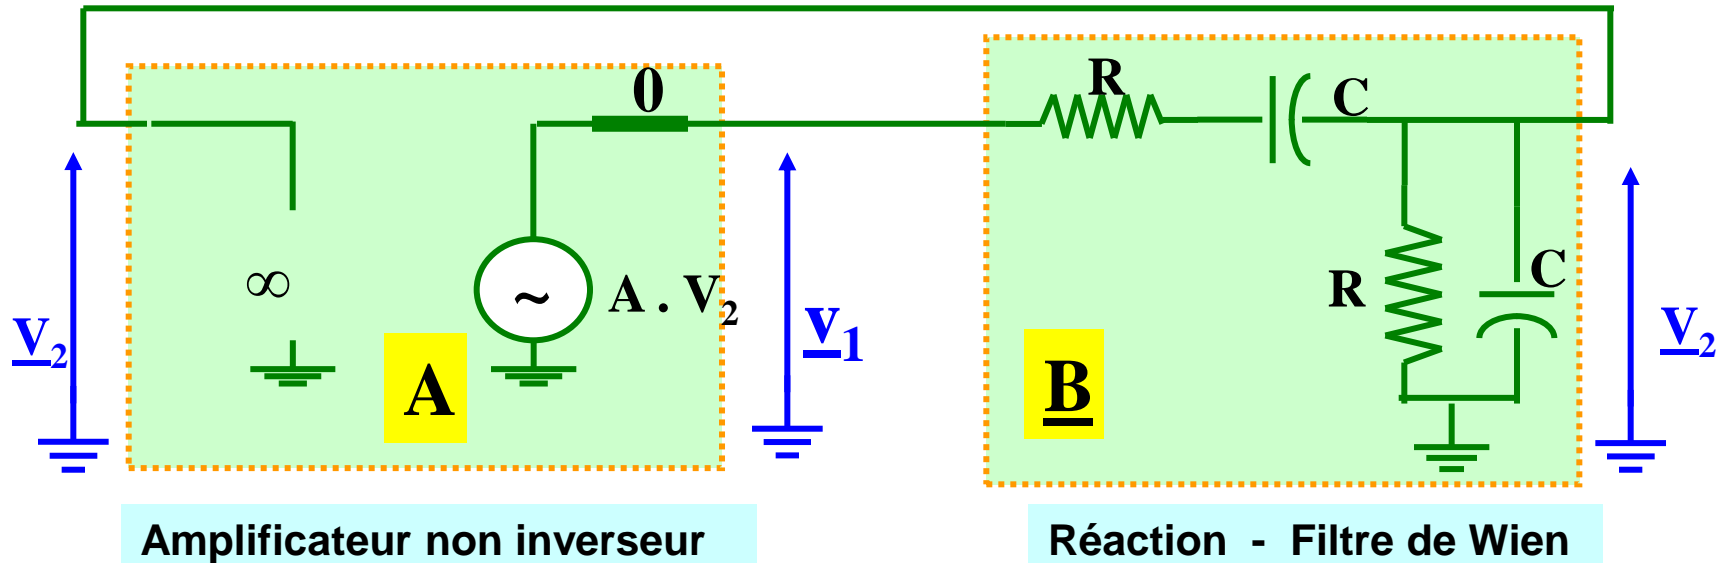 0
R
C
∞
~
A . V2
V2
v1
R
C
V2
A
B
Amplificateur non inverseur
Réaction - Filtre de Wien